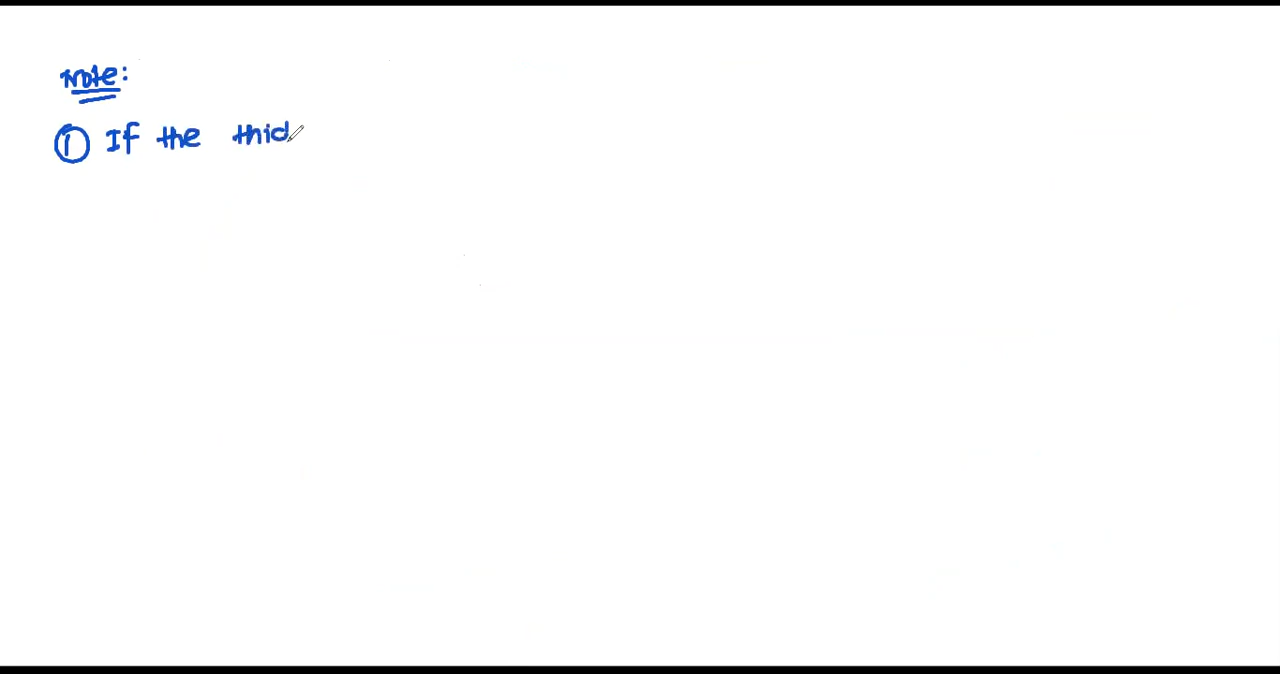 Note:
① If the thid